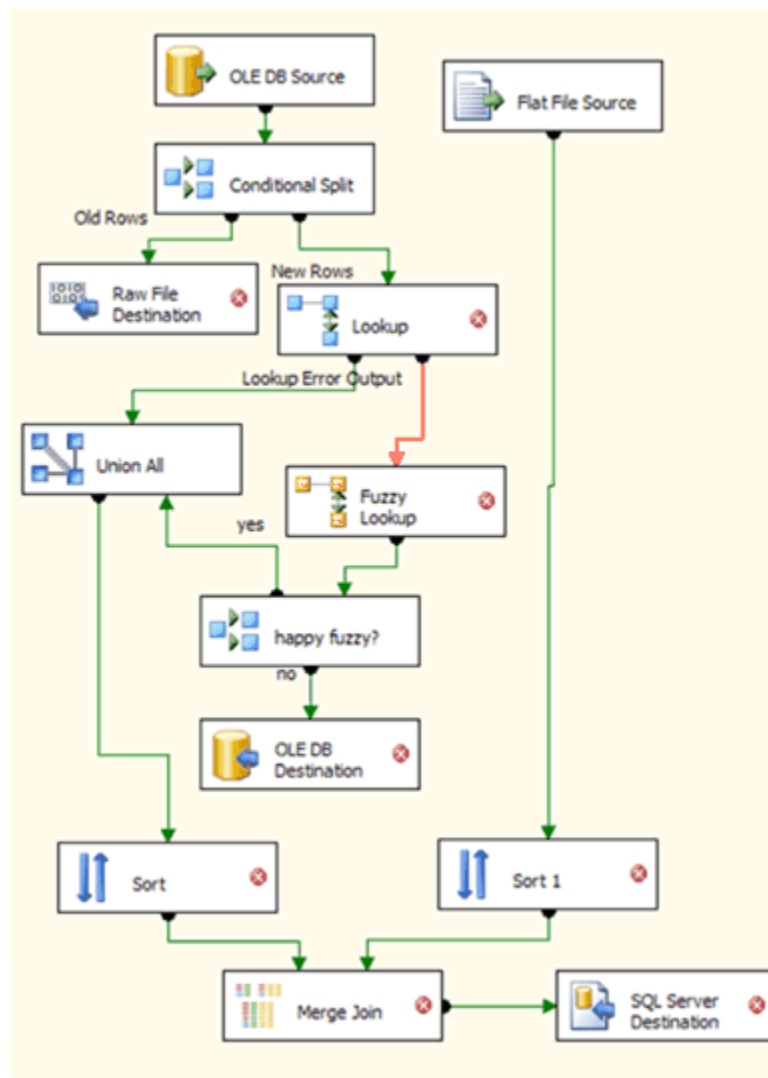 OLE DB Source
Flat File Source
Conditional Split
Old Rows
New Rows
Raw File
Destination
Lookup
Lookup Error Output
Union All
Fuzzy
Lookup
yes
happy fuzzy?
no
OLE DB
Destination
Sort
Sort 1
Merge Join
SQL Server
Destination